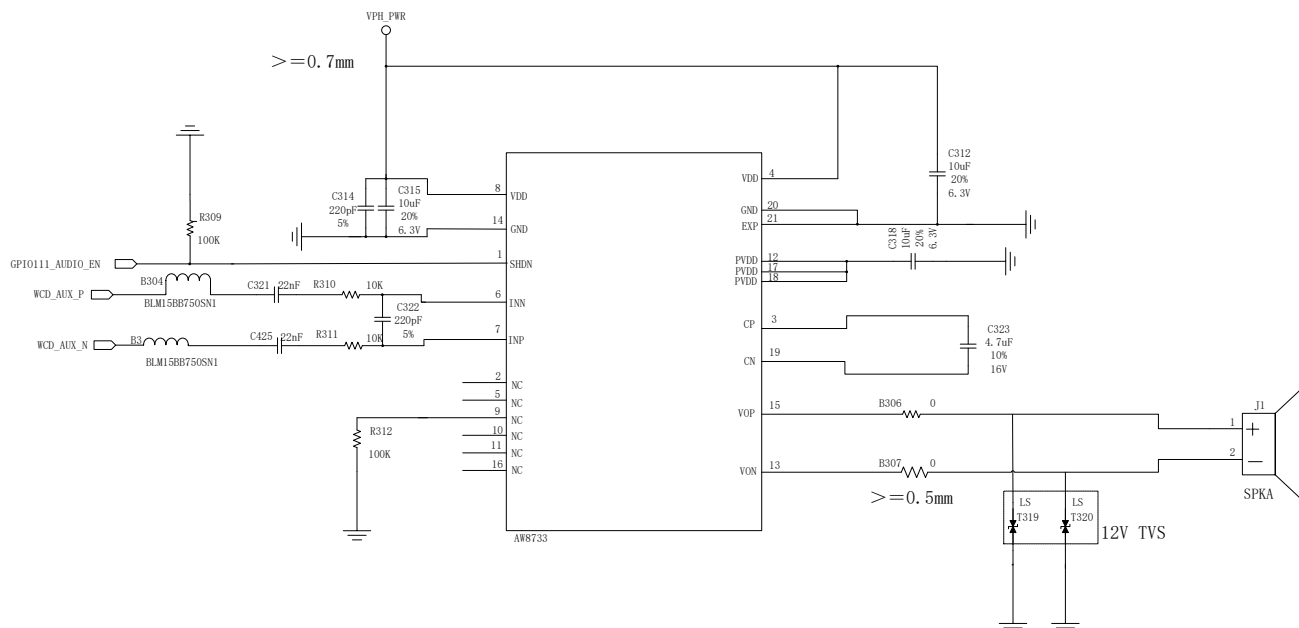 VPH_PWR
>=0.7mm
C312
10uF
20%
6.3V
C314
220pF
5%
C315
10uF
20%
6.3V
8
VDD
14
GND
4
VDD
20
GND
21
EXP
R309
100K
C318
10uF
20%
6.3V
GPIO111_AUDIO_EN
1
SHDN
12
PVDD
17
PVDD
18
PVDD
B304
BLM15BB750SN1
WCD_AUX_P
C321
22nF
R310
10K
6
INN
C322
220pF
5%
3
CP
C323
4.7uF
10%
16V
WCD_AUX_N
B3
BLM15BB750SN1
C425
22nF
R311
10K
7
INP
19
CN
2
NC
5
NC
9
NC
10
NC
11
NC
16
NC
R312
100K
15
VOP
B306
0
13
VON
B307
0
>=0.5mm
J1
1
+
2
−
SPKA
LS
T319
LS
T320
12V TVS
AW8733